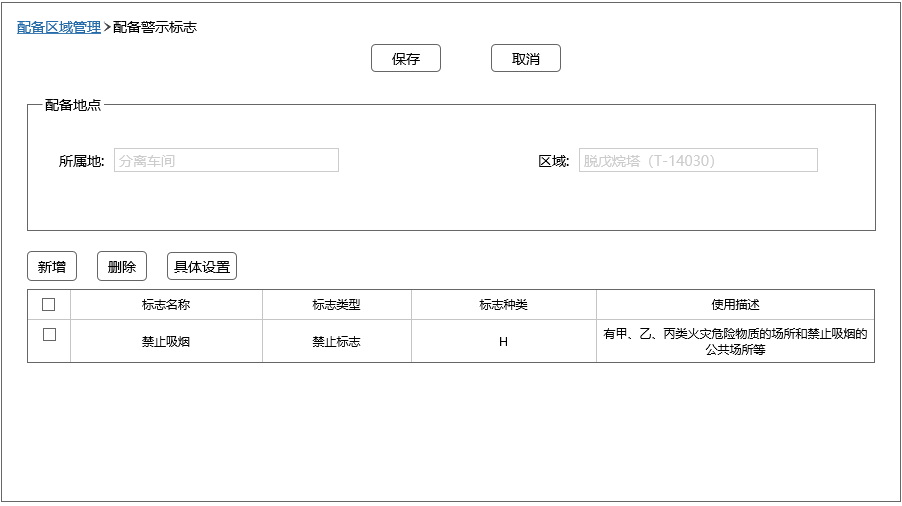 配备区域管理>配备警示标志
保存 取消
配备地点
所属地: 分离车间 区域: 脱戊烷塔（T-14030）
新增 删除 具体设置
标志名称 标志类型 标志种类 使用描述
禁止吸烟 禁止标志 H 有甲、乙、丙类火灾危险物质的场所和禁止吸烟的
公共场所等